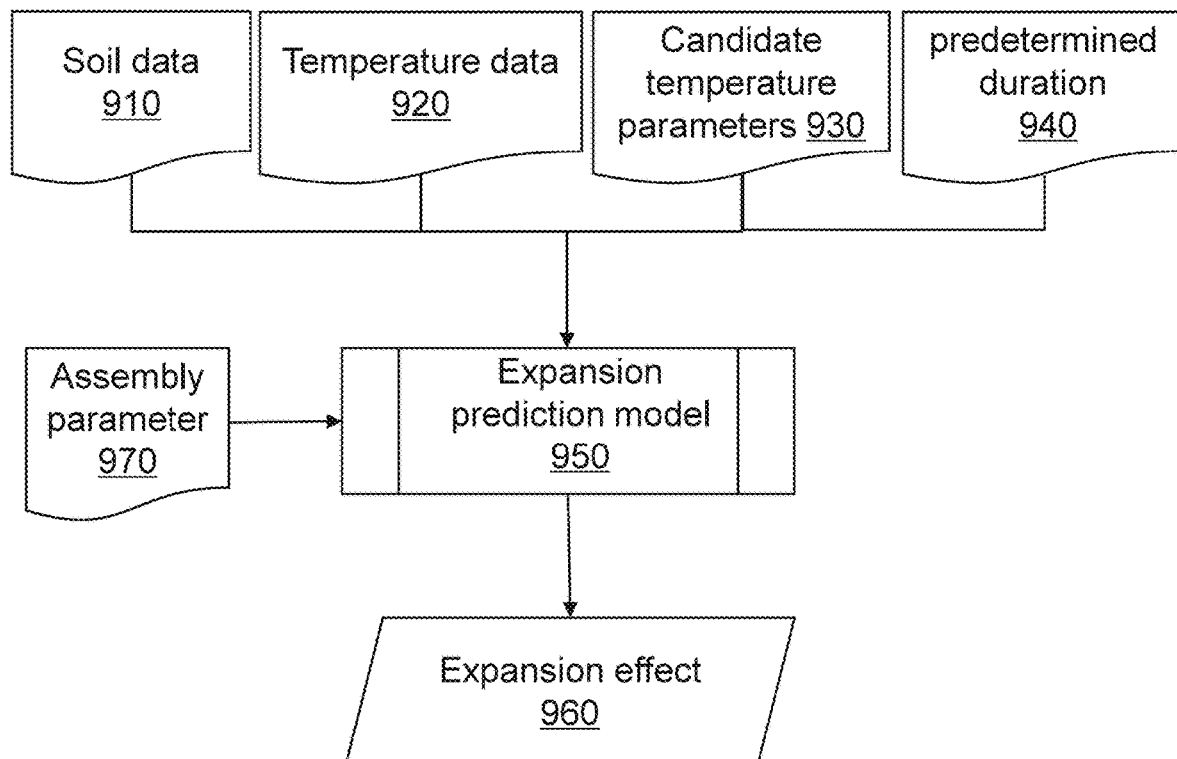 Soil data
910
Temperature data
920
Candidate
temperature
parameters 930
predetermined
duration
940
Assembly
parameter
970
Expansion
prediction model
950
Expansion effect
960